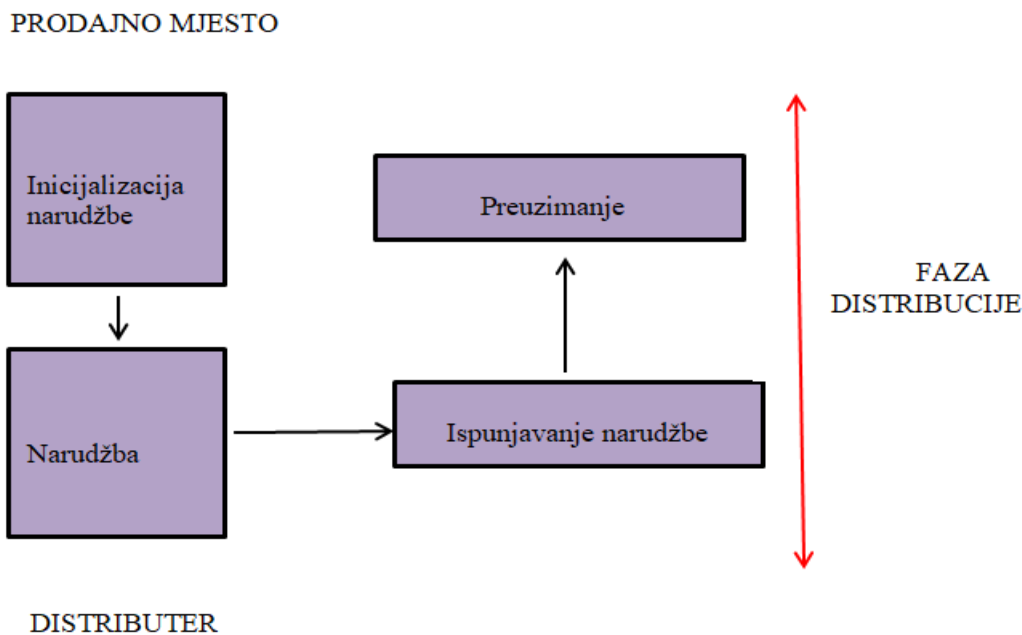 PRODAJNO MJESTO
Inicijalizacija
narudžbe
Preuzimanje
FAZA
DISTRIBUCIJE
Narudžba
Ispunjavanje narudžbe
DISTRIBUTER